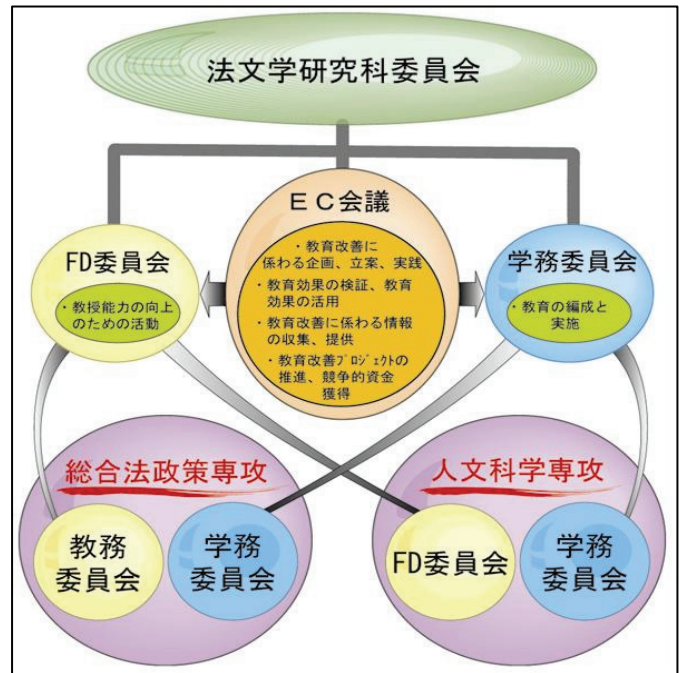 法文学研究科委員会
ＥＣ会議
・教育改善に
係わる企画、立案、実践
・教育効果の検証、教育
効果の活用
・教育改善に係わる情報
の収集、提供
・教育改善ﾌﾟﾛｼﾞｪｸﾄの
推進、競争的資金
獲得
FD委員会
・教授能力の向上
のための活動
学務委員会
・教育の編成と
実施
総合法政策専攻
教務
委員会
学務
委員会
人文科学専攻
FD委員会
学務
委員会